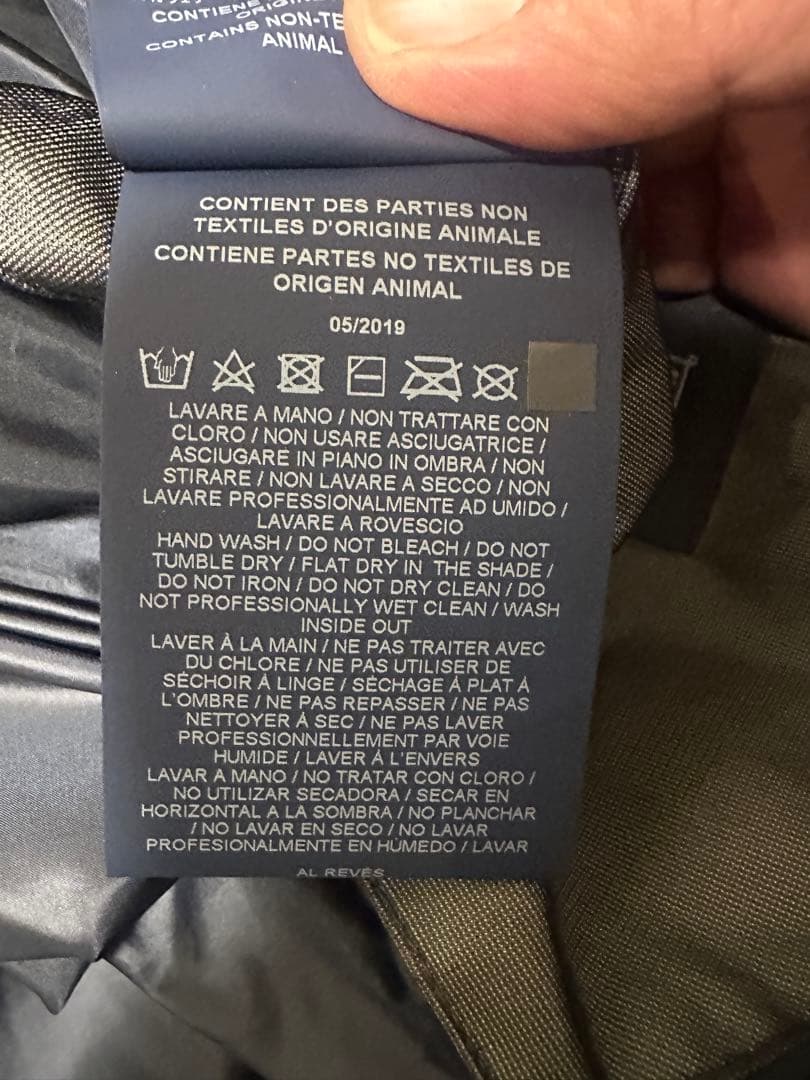 CONTIENE
ORIGIN
CONTAINS NON-TE
ANIMAL
CONTIENT DES PARTIES NON
TEXTILES D'ORIGINE ANIMALE
CONTIENE PARTES NO TEXTILES DE
ORIGEN ANIMAL
05/2019
LAVARE A MANO / NON TRATTARE CON
CLORO / NON USARE ASCIUGATRICE /
ASCIUGARE IN PIANO IN OMBRA / NON
STIRARE / NON LAVARE A SECCO / NON
LAVARE PROFESSIONALMENTE AD UMIDO /
LAVARE A ROVESCIO
HAND WASH / DO NOT BLEACH / DO NOT
TUMBLE DRY / FLAT DRY IN THE SHADE /
DO NOT IRON / DO NOT DRY CLEAN / DO
NOT PROFESSIONALLY WET CLEAN / WASH
INSIDE OUT
LAVER À LA MAIN / NE PAS TRAITER AVEC
DU CHLORE / NE PAS UTILISER DE
SÉCHOIR À LINGE / SÉCHAGE À PLAT À
L'OMBRE / NE PAS REPASSER / NE PAS
NETTOYER À SEC / NE PAS LAVER
PROFESSIONNELLEMENT PAR VOIE
HUMIDE / LAVER À L'ENVERS
LAVAR A MANO / NO TRATAR CON CLORO /
NO UTILIZAR SECADORA / SECAR EN
HORIZONTAL A LA SOMBRA / NO PLANCHAR
/ NO LAVAR EN SECO / NO LAVAR
PROFESIONALMENTE EN HÚMEDO / LAVAR
AL REVÉS